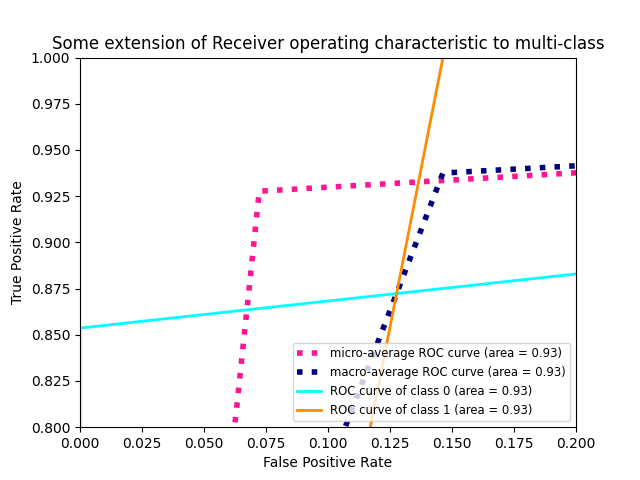 Some extension of Receiver operating characteristic to multi-class
1.000
0.975
0.950
0.925
0.900
0.875
0.850
0.825
0.800
True Positive Rate
micro-average ROC curve (area = 0.93)
macro-average ROC curve (area = 0.93)
ROC curve of class 0 (area = 0.93)
ROC curve of class 1 (area = 0.93)
0.000 0.025 0.050 0.075 0.100 0.125 0.150 0.175 0.200
False Positive Rate